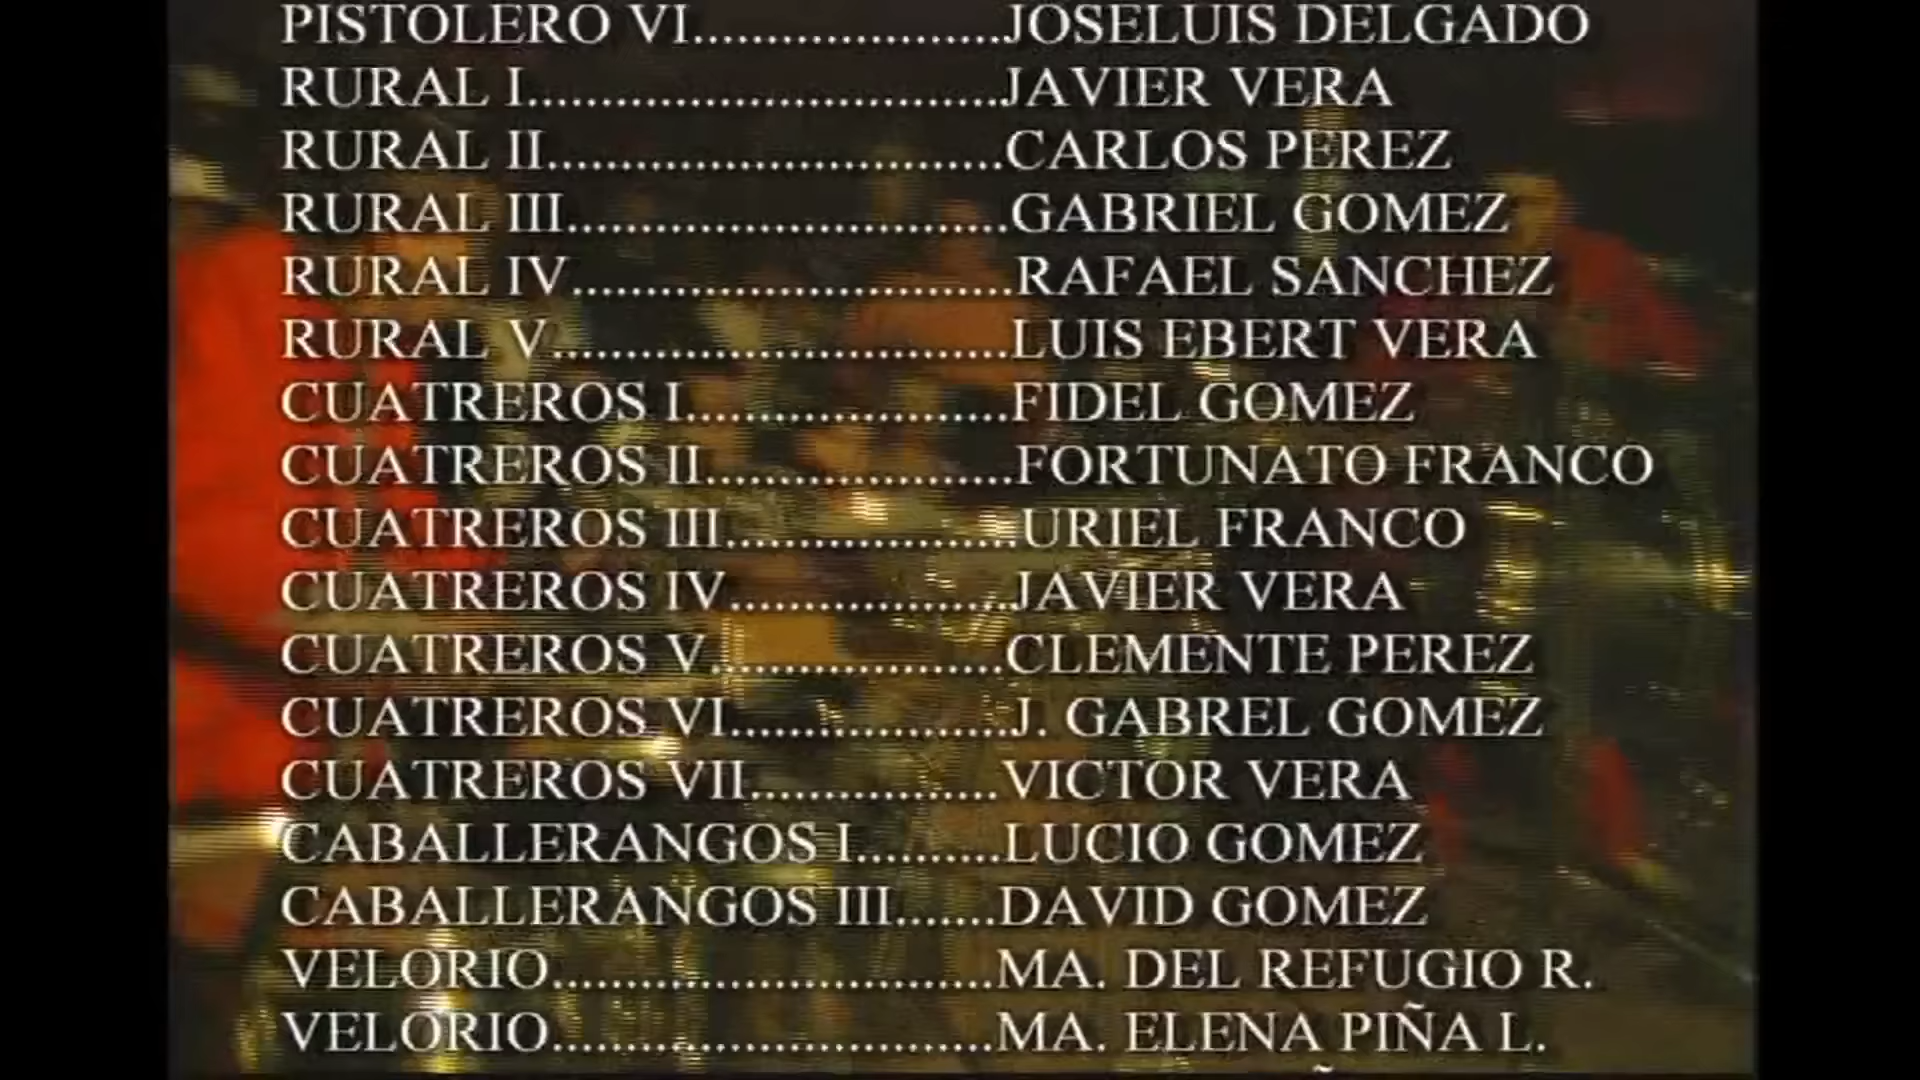 PISTOLERO VI.....................JOSELUIS DELGADO
RURAL I................................JAVIER VERA
RURAL II..............................CARLOS PEREZ
RURAL III.............................GABRIEL GOMEZ
RURAL IV.............................RAFAEL SANCHEZ
RURAL V..............................LUIS EBERT VERA
CUATREROS I.....................FIDEL GOMEZ
CUATREROS II....................FORTUNATO FRANCO
CUATREROS III...................URIEL FRANCO
CUATREROS IV...................JAVIER VERA
CUATREROS V...................CLEMENTE PEREZ
CUATREROS VI..................J. GABREL GOMEZ
CUATREROS VII................VICTOR VERA
CABALLERANGOS I..........LUCIO GOMEZ
CABALLERANGOS III.......DAVID GOMEZ
VELORIO.............................MA. DEL REFUGIO R.
VELORIO.............................MA. ELENA PIÑA L.